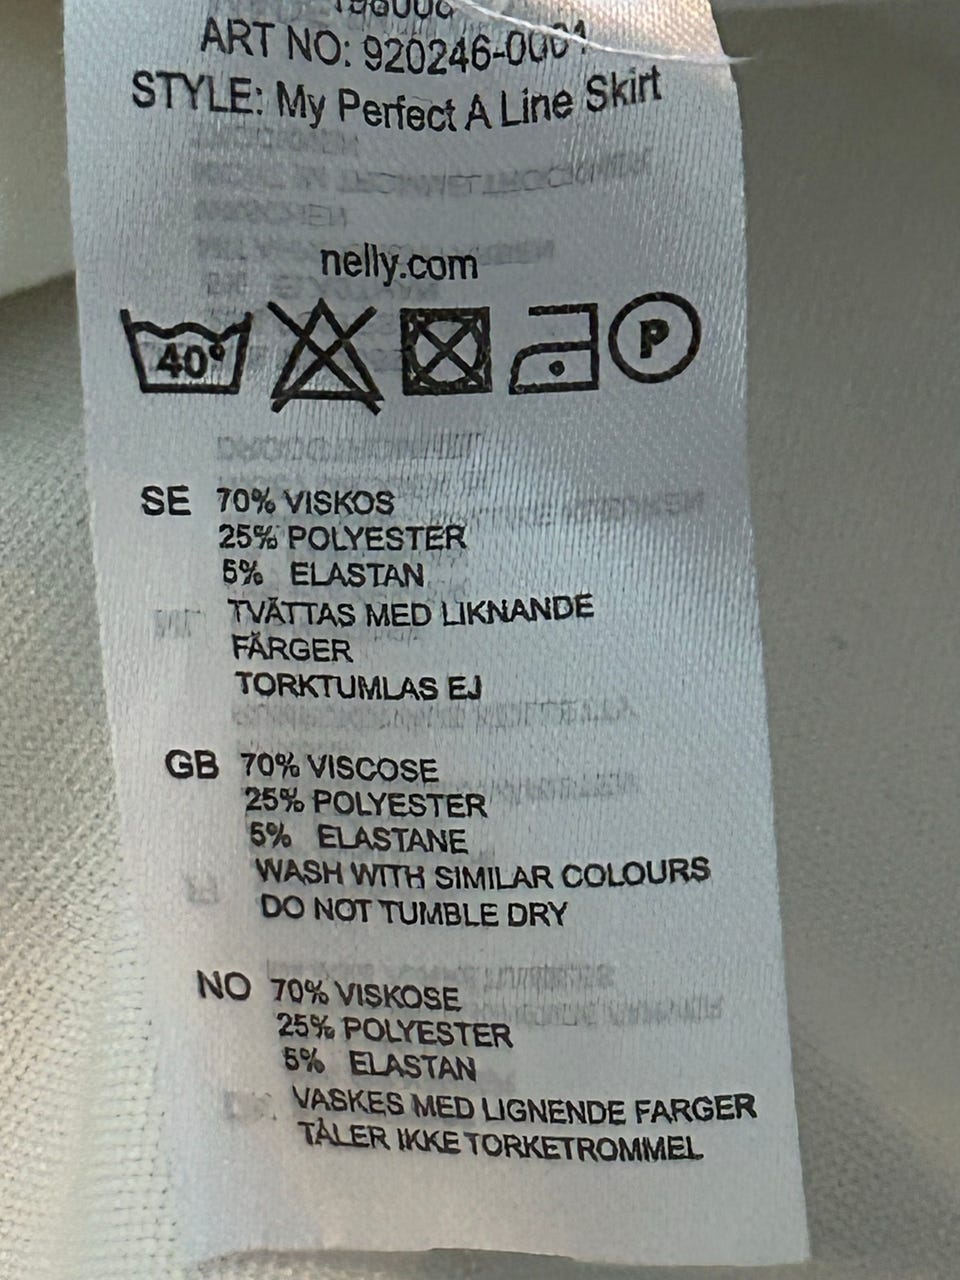 ART NO: 920246-0001
STYLE: My Perfect A Line Skirt
nelly.com
40°
P
SE 70% VISKOS
25% POLYESTER
5% ELASTAN
TVÄTTAS MED LIKNANDE
FÄRGER
TORKTUMLAS EJ
GB 70% VISCOSE
25% POLYESTER
5% ELASTANE
WASH WITH SIMILAR COLOURS
DO NOT TUMBLE DRY
NO 70% VISKOSE
25% POLYESTER
5% ELASTAN
VASKES MED LIGNENDE FARGER
TÅLER IKKE TORKETROMMEL